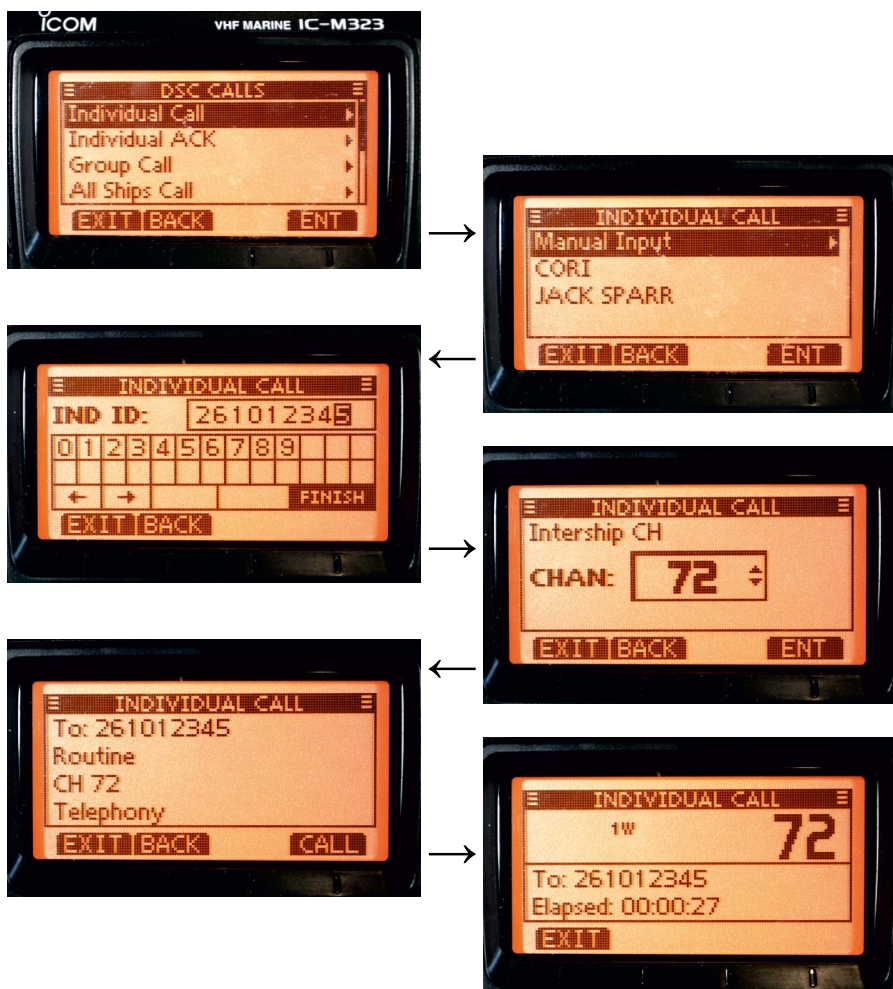 ICOM VHF MARINE IC-M323
DSC CALLS
Individual Call
Individual ACK
Group Call
All Ships Call
EXIT BACK ENT
INDIVIDUAL CALL
Manual Input
CORI
JACK SPARR
EXIT BACK ENT
INDIVIDUAL CALL
IND ID: 261012345
0 1 2 3 4 5 6 7 8 9
← → FINISH
EXIT BACK
INDIVIDUAL CALL
Intership CH
CHAN: 72
EXIT BACK ENT
INDIVIDUAL CALL
To: 261012345
Routine
CH 72
Telephony
EXIT BACK CALL
INDIVIDUAL CALL
1W 72
To: 261012345
Elapsed: 00:00:27
EXIT